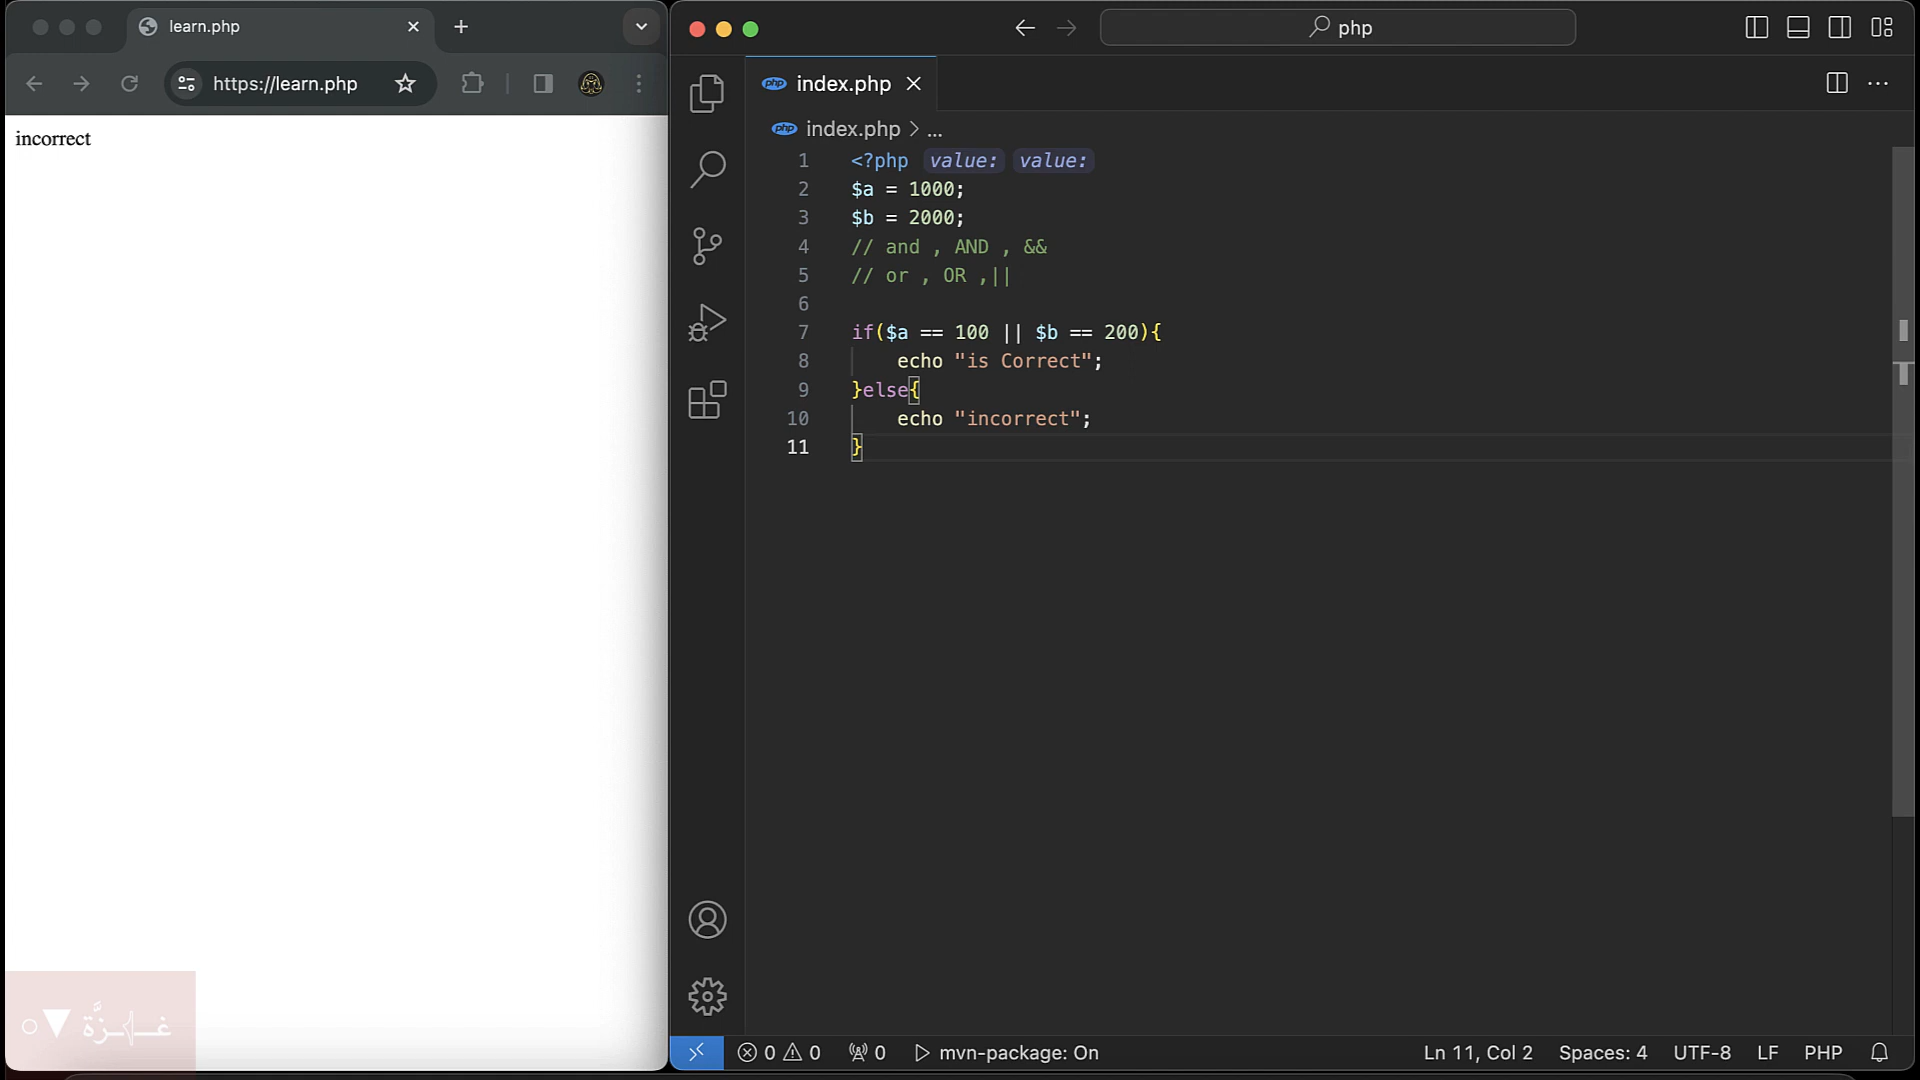 learn.php
https://learn.php
incorrect
php
index.php
index.php > ...
1 <?php value: value:
2 $a = 1000;
3 $b = 2000;
4 // and , AND , &&
5 // or , OR ,||
6
7 if($a == 100 || $b == 200){
8 echo "is Correct";
9 }else{
10 echo "incorrect";
11 }
غـزَّة
0 0 0 mvn-package: On
Ln 11, Col 2 Spaces: 4 UTF-8 LF PHP